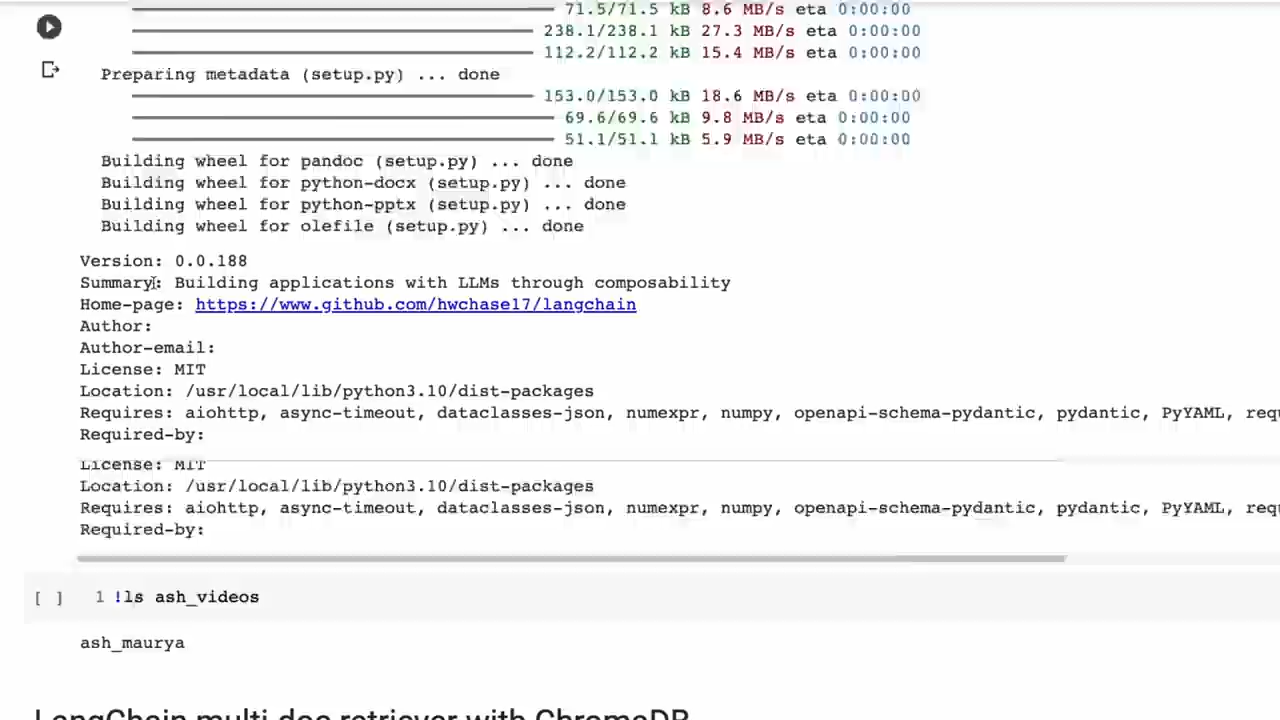 71.5/71.5 kB 8.6 MB/s eta 0:00:00
238.1/238.1 kB 27.3 MB/s eta 0:00:00
112.2/112.2 kB 15.4 MB/s eta 0:00:00
Preparing metadata (setup.py) ... done
153.0/153.0 kB 18.6 MB/s eta 0:00:00
69.6/69.6 kB 9.8 MB/s eta 0:00:00
51.1/51.1 kB 5.9 MB/s eta 0:00:00
Building wheel for pandoc (setup.py) ... done
Building wheel for python-docx (setup.py) ... done
Building wheel for python-pptx (setup.py) ... done
Building wheel for olefile (setup.py) ... done
Version: 0.0.188
Summary: Building applications with LLMs through composability
Home-page: https://www.github.com/hwchase17/langchain
Author:
Author-email:
License: MIT
Location: /usr/local/lib/python3.10/dist-packages
Requires: aiohttp, async-timeout, dataclasses-json, numexpr, numpy, openapi-schema-pydantic, pydantic, PyYAML, requ
Required-by:
License: MIT
Location: /usr/local/lib/python3.10/dist-packages
Requires: aiohttp, async-timeout, dataclasses-json, numexpr, numpy, openapi-schema-pydantic, pydantic, PyYAML, requ
Required-by:
[ ] 1 !ls ash_videos
ash_maurya
LangChain multi-doc retriever with ChromaDB